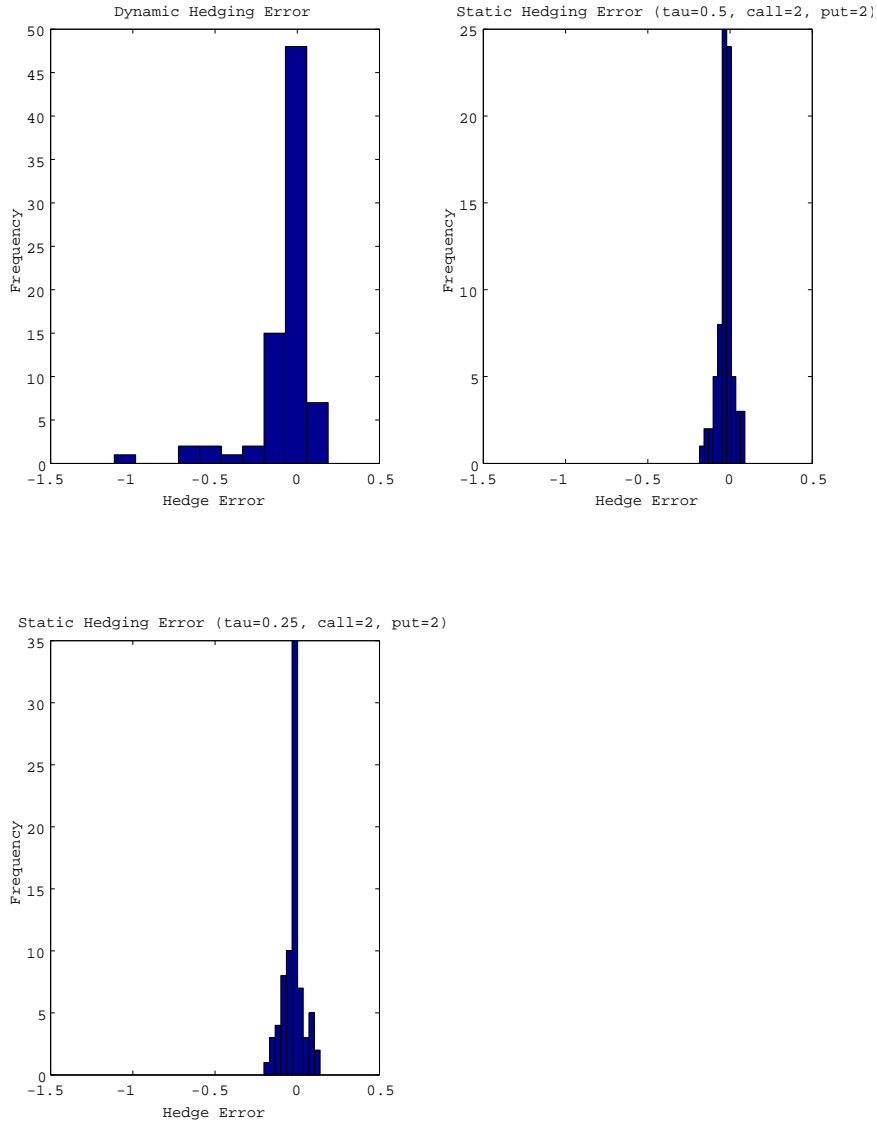 Dynamic Hedging Error
50
45
40
35
30
25
20
15
10
5
0
-1.5 -1 -0.5 0 0.5
Frequency
Hedge Error
Static Hedging Error (tau=0.5, call=2, put=2)
25
20
15
10
5
0
-1.5 -1 -0.5 0 0.5
Frequency
Hedge Error
Static Hedging Error (tau=0.25, call=2, put=2)
35
30
25
20
15
10
5
0
-1.5 -1 -0.5 0 0.5
Frequency
Hedge Error